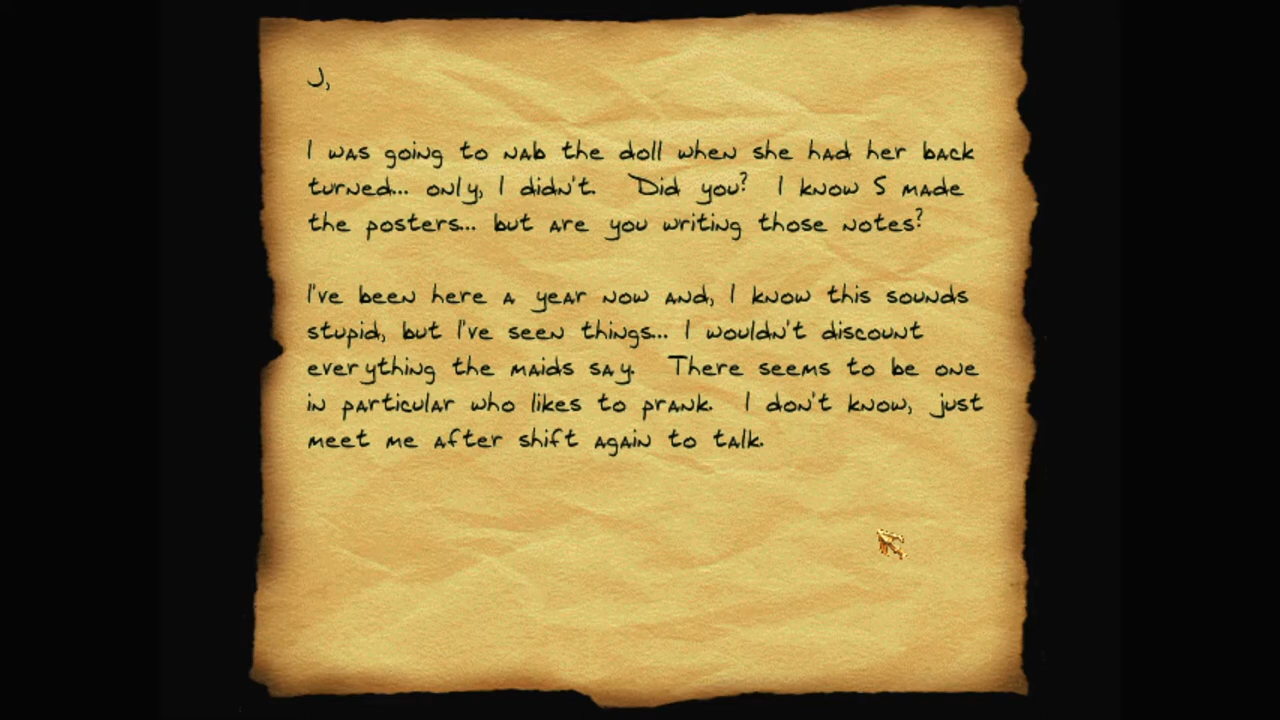 J,
I was going to nab the doll when she had her back
turned... only, I didn't. Did you? I know S made
the posters... but are you writing those notes?
I've been here a year now and, I know this sounds
stupid, but I've seen things... I wouldn't discount
everything the maids say. There seems to be one
in particular who likes to prank. I don't know, just
meet me after shift again to talk.